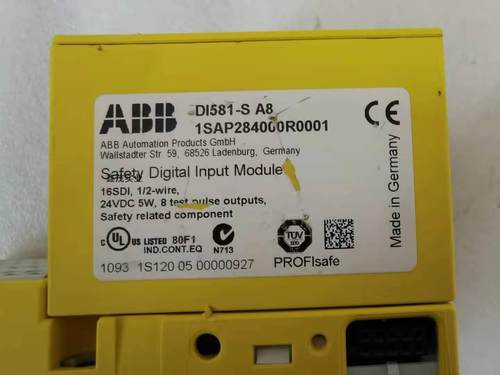 ABB
DI581-S A8
1SAP284000R0001
ABB Automation Products GmbH
Wallstadter Str 59, 68526 Ladenburg, Germany
Safety Digital Input Module
16SDI, 1/2-wire,
24VDC 5W, 8 test pulse outputs,
Safety related component
CE
Made in Germany
c UL US LISTED 80F1
IND.CONT.EQ
N713
TÜV
PROFIsafe
1093 1S120 05 00000927